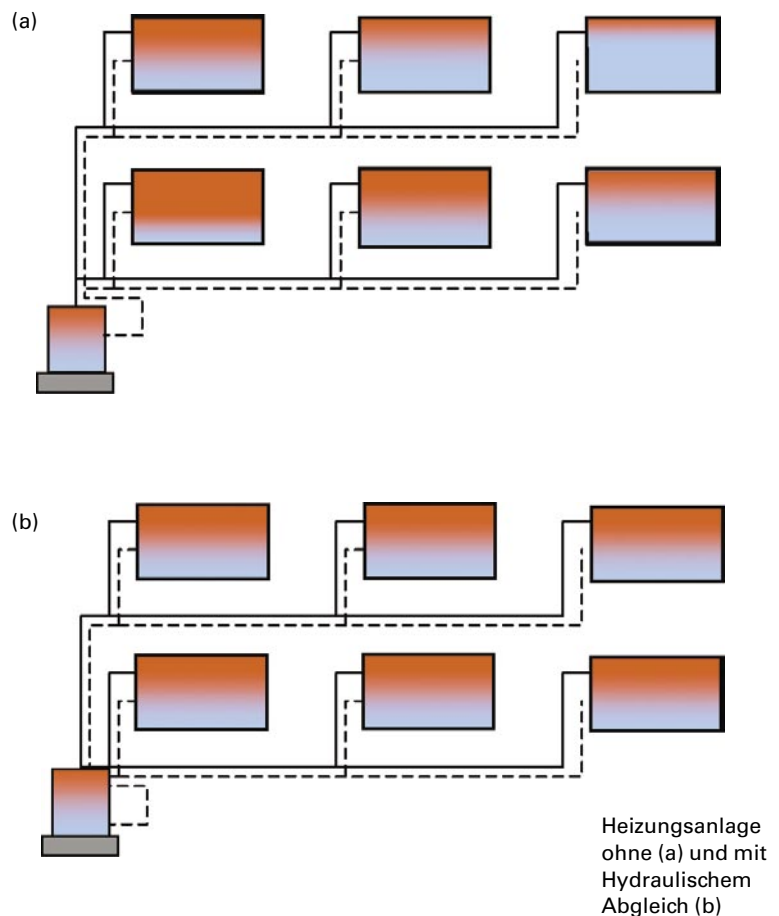 (a)
(b)
Heizungsanlage
ohne (a) und mit
Hydraulischem
Abgleich (b)